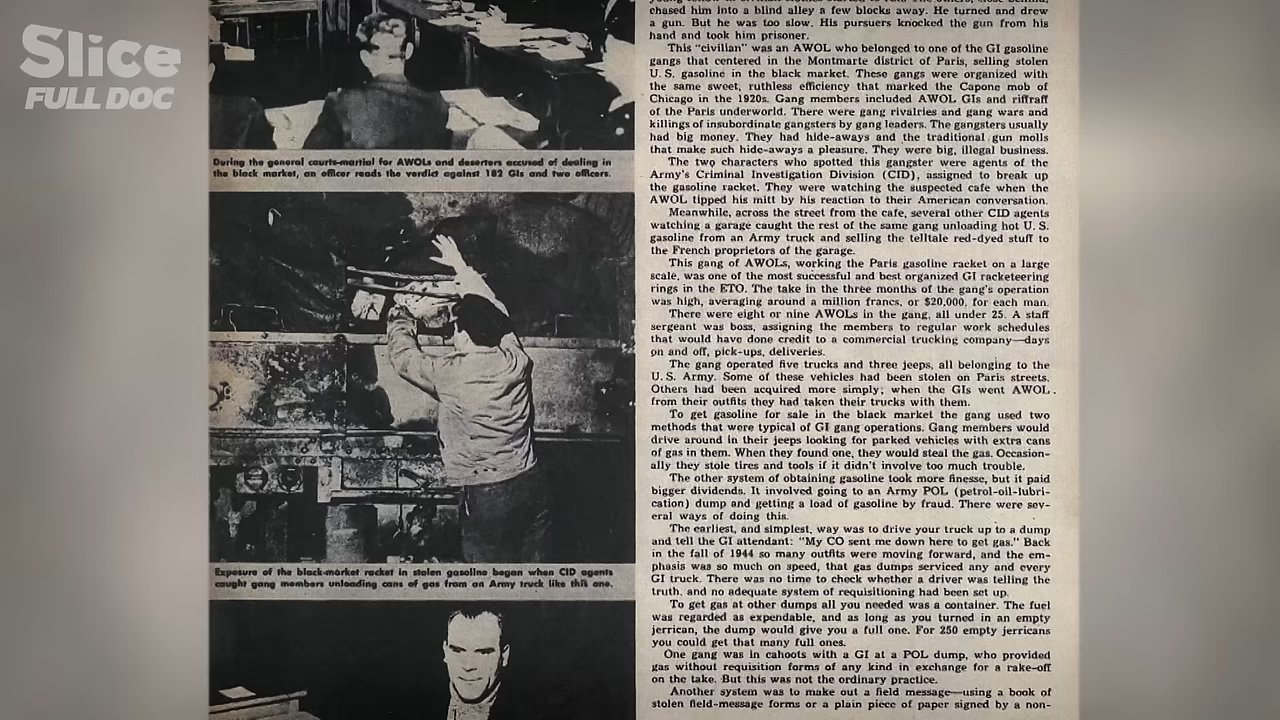 Slice
FULL DOC
During the general courts-martial for AWOLs and deserters accused of dealing in
the black market, an officer reads the verdict against 182 GIs and two officers.
Exposure of the black-market racket in stolen gasoline began when CID agents
caught gang members unloading cans of gas from an Army truck like this one.
chased him into a blind alley a few blocks away. He turned and drew
a gun. But he was too slow. His pursuers knocked the gun from his
hand and took him prisoner.
This "civilian" was an AWOL who belonged to one of the GI gasoline
gangs that centered in the Montmarte district of Paris, selling stolen
U. S. gasoline in the black market. These gangs were organized with
the same sweet, ruthless efficiency that marked the Capone mob of
Chicago in the 1920s. Gang members included AWOL GIs and riffraff
of the Paris underworld. There were gang rivalries and gang wars and
killings of insubordinate gangsters by gang leaders. The gangsters usually
had big money. They had hide-aways and the traditional gun molls
that make such hide-aways a pleasure. They were big, illegal business.
The two characters who spotted this gangster were agents of the
Army's Criminal Investigation Division (CID), assigned to break up
the gasoline racket. They were watching the suspected cafe when the
AWOL tipped his mitt by his reaction to their American conversation.
Meanwhile, across the street from the cafe, several other CID agents
watching a garage caught the rest of the same gang unloading hot U. S.
gasoline from an Army truck and selling the telltale red-dyed stuff to
the French proprietors of the garage.
This gang of AWOLs, working the Paris gasoline racket on a large
scale, was one of the most successful and best organized GI racketeering
rings in the ETO. The take in the three months of the gang's operation
was high, averaging around a million francs, or $20,000, for each man.
There were eight or nine AWOLs in the gang, all under 25. A staff
sergeant was boss, assigning the members to regular work schedules
that would have done credit to a commercial trucking company—days
on and off, pick-ups, deliveries.
The gang operated five trucks and three jeeps, all belonging to the
U. S. Army. Some of these vehicles had been stolen on Paris streets.
Others had been acquired more simply; when the GIs went AWOL
from their outfits they had taken their trucks with them.
To get gasoline for sale in the black market the gang used two
methods that were typical of GI gang operations. Gang members would
drive around in their jeeps looking for parked vehicles with extra cans
of gas in them. When they found one, they would steal the gas. Occasion-
ally they stole tires and tools if it didn't involve too much trouble.
The other system of obtaining gasoline took more finesse, but it paid
bigger dividends. It involved going to an Army POL (petrol-oil-lubri-
cation) dump and getting a load of gasoline by fraud. There were sev-
eral ways of doing this.
The earliest, and simplest, way was to drive your truck up to a dump
and tell the GI attendant: "My CO sent me down here to get gas." Back
in the fall of 1944 so many outfits were moving forward, and the em-
phasis was so much on speed, that gas dumps serviced any and every
GI truck. There was no time to check whether a driver was telling the
truth, and no adequate system of requisitioning had been set up.
To get gas at other dumps all you needed was a container. The fuel
was regarded as expendable, and as long as you turned in an empty
jerrican, the dump would give you a full one. For 250 empty jerricans
you could get that many full ones.
One gang was in cahoots with a GI at a POL dump, who provided
gas without requisition forms of any kind in exchange for a rake-off
on the take. But this was not the ordinary practice.
Another system was to make out a field message—using a book of
stolen field-message forms or a plain piece of paper signed by a non-